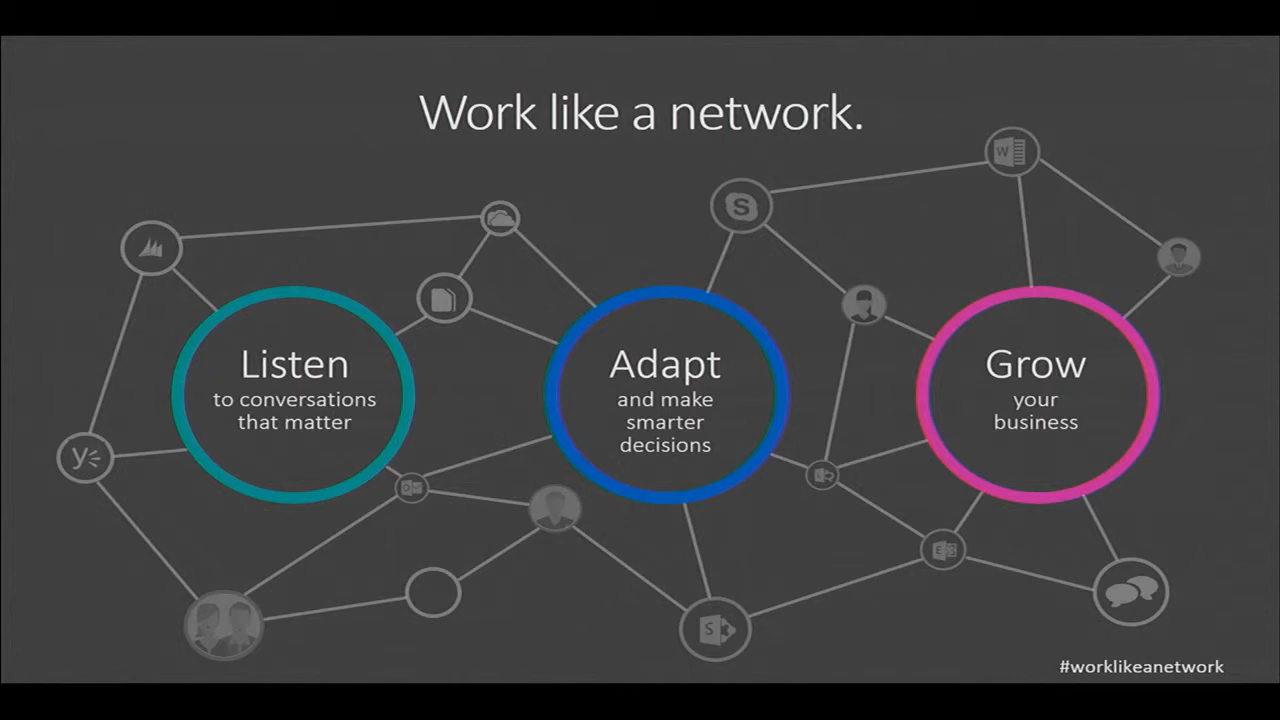 Work like a network.
Listen
to conversations
that matter
Adapt
and make
smarter
decisions
Grow
your
business
#worklikeanetwork